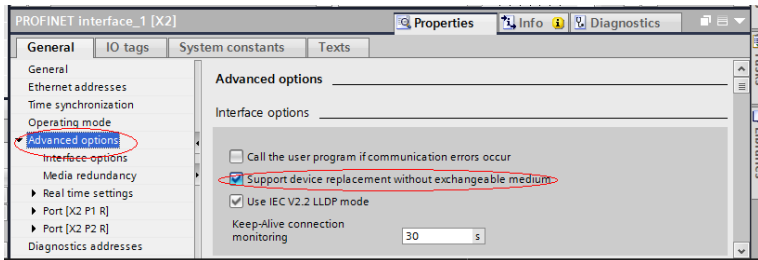 PROFINET interface_1 [X2]
Properties Info Diagnostics
General IO tags System constants Texts
General
Ethernet addresses
Time synchronization
Operating mode
Advanced options
Interface options
Media redundancy
Real time settings
Port [X2 P1 R]
Port [X2 P2 R]
Diagnostics addresses
Advanced options
Interface options
Call the user program if communication errors occur
Support device replacement without exchangeable medium
Use IEC V2.2 LLDP mode
Keep-Alive connection
monitoring 30 s